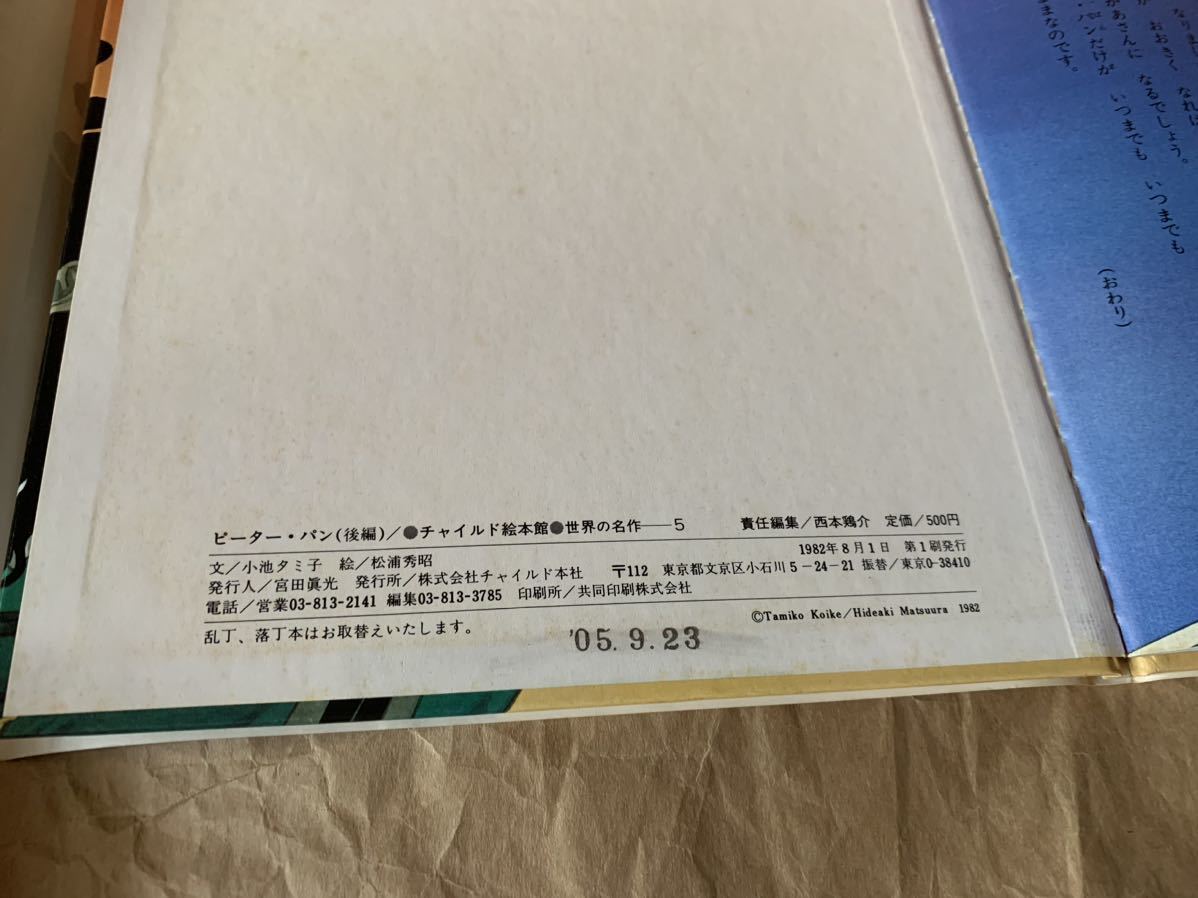 なりまし
おおきく なれば
があさんに なるでしょう。
パンだけが いつまでも いつまでも
まなのです。
(おわり)
ピーター・パン(後編)/●チャイルド絵本館●世界の名作——5 責任編集/西本鶏介 定価/500円
文/小池タミ子 絵/松浦秀昭 1982年8月1日 第1刷発行
発行人/宮田眞光 発行所/株式会社チャイルド本社 〒112 東京都文京区小石川5-24-21 振替/東京0-38410
電話/営業03-813-2141 編集03-813-3785 印刷所/共同印刷株式会社
乱丁、落丁本はお取替えいたします。 ©Tamiko Koike/Hideaki Matsuura 1982
'05.9.23